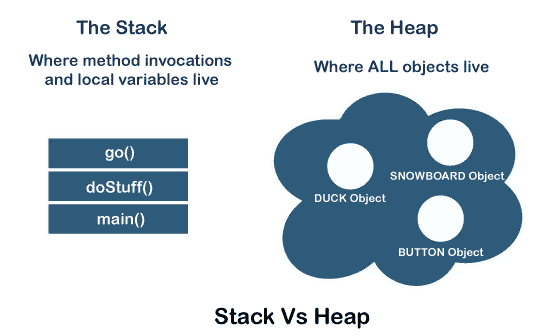 The Stack
Where method invocations
and local variables live
go()
doStuff()
main()
The Heap
Where ALL objects live
SNOWBOARD Object
DUCK Object
BUTTON Object
Stack Vs Heap